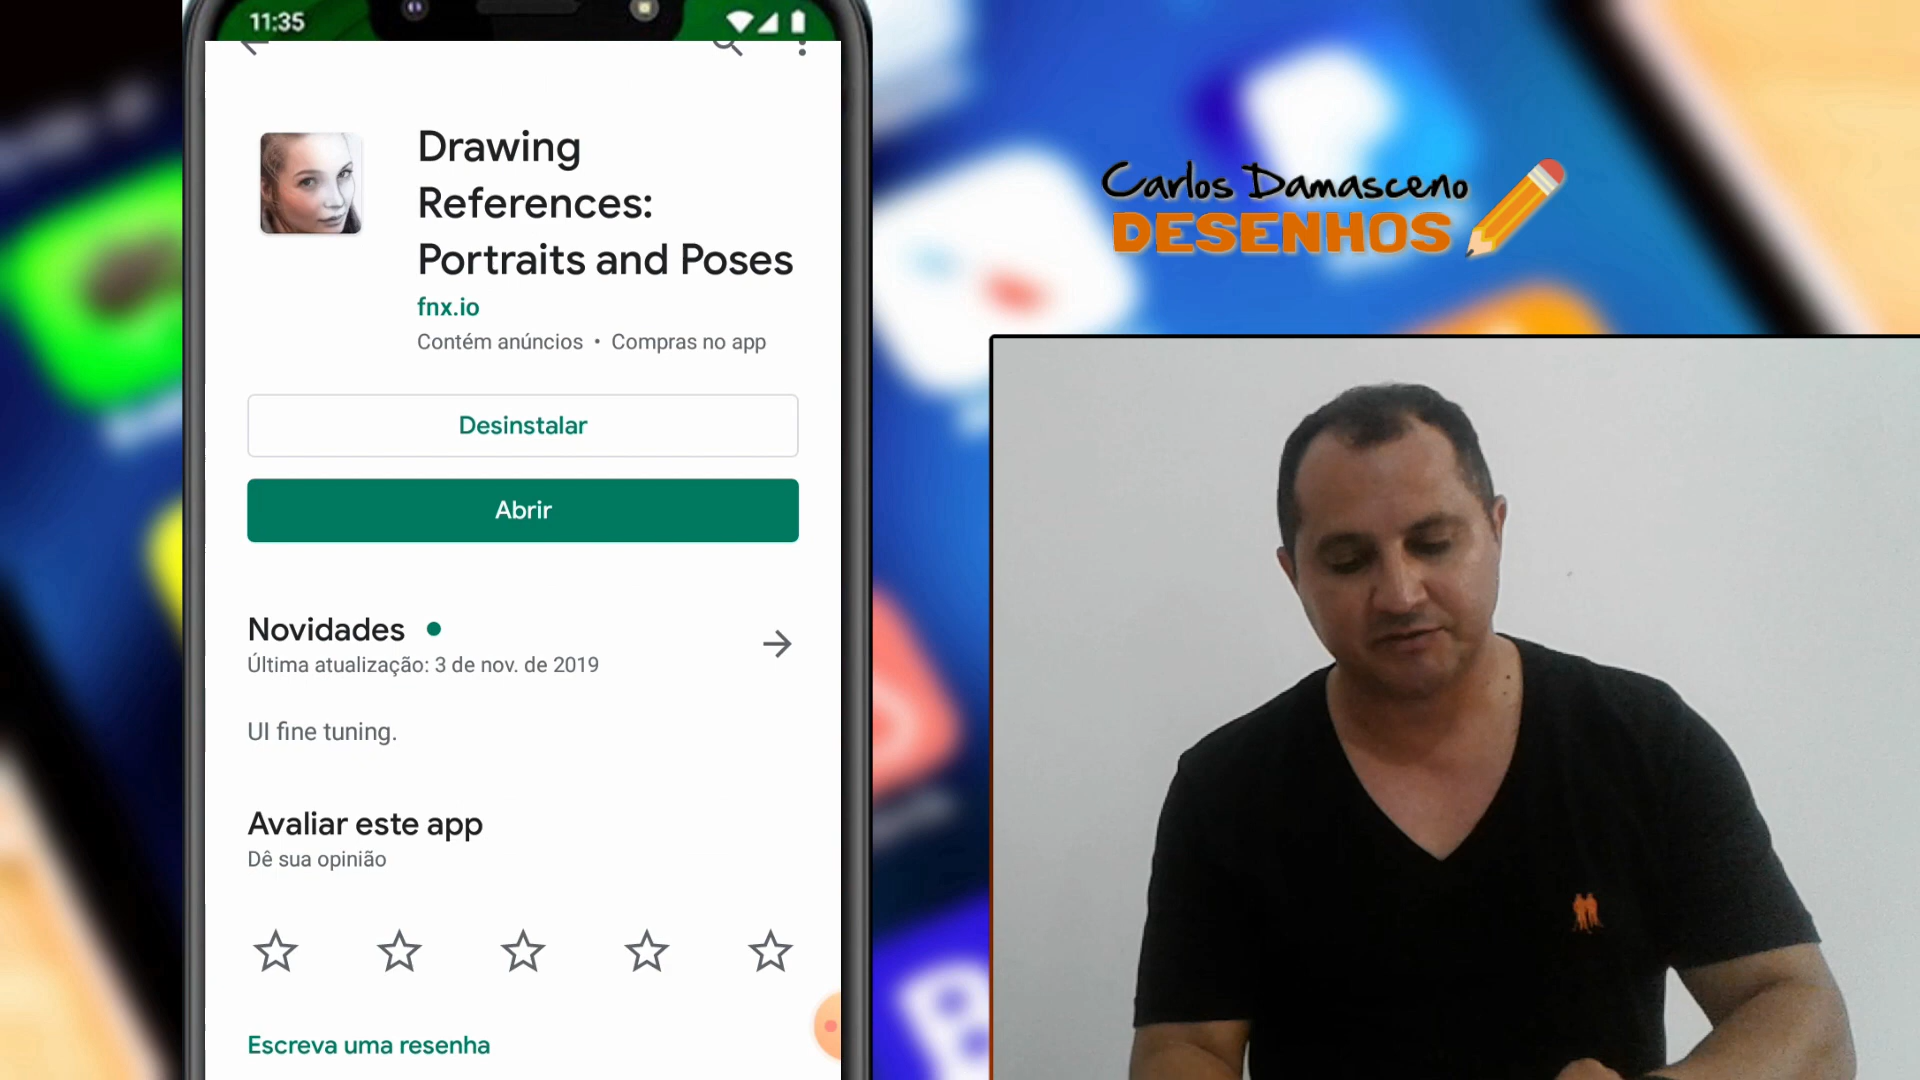 11:35
Drawing
References:
Portraits and Poses
fnx.io
Contém anúncios • Compras no app
Desinstalar
Abrir
Novidades
Última atualização: 3 de nov. de 2019
UI fine tuning.
Avaliar este app
Dê sua opinião
Escreva uma resenha
Carlos Damasceno
DESENHOS